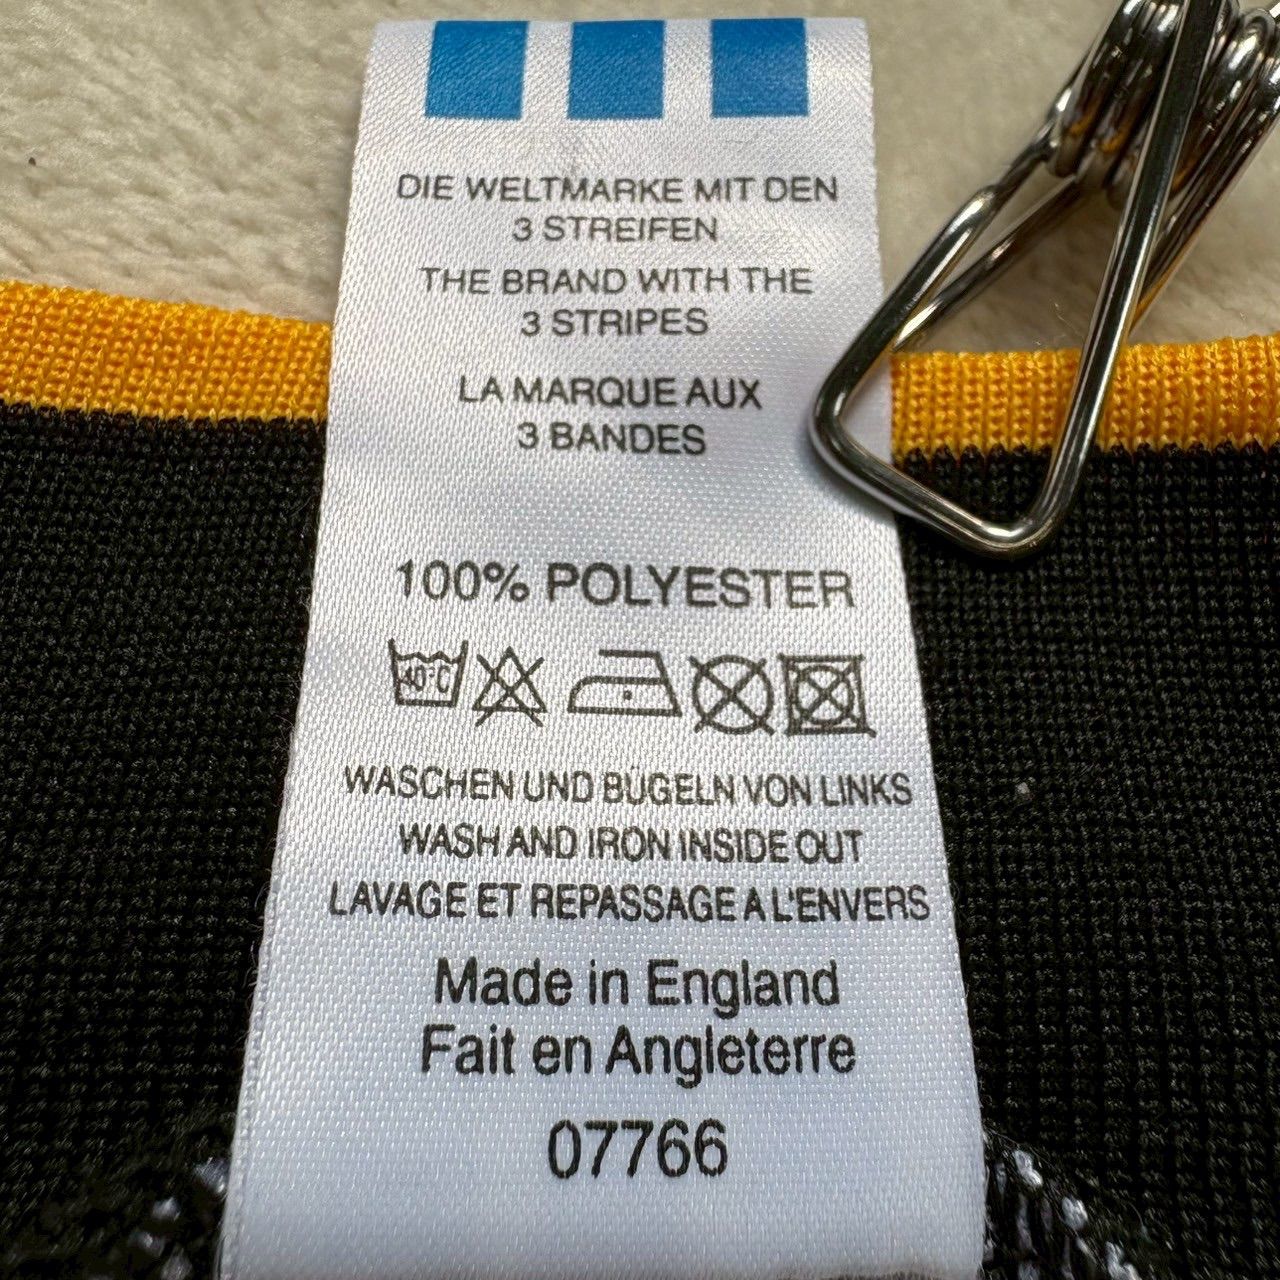 DIE WELTMARKE MIT DEN
3 STREIFEN
THE BRAND WITH THE
3 STRIPES
LA MARQUE AUX
3 BANDES
100% POLYESTER
40°C
WASCHEN UND BÜGELN VON LINKS
WASH AND IRON INSIDE OUT
LAVAGE ET REPASSAGE A L'ENVERS
Made in England
Fait en Angleterre
07766